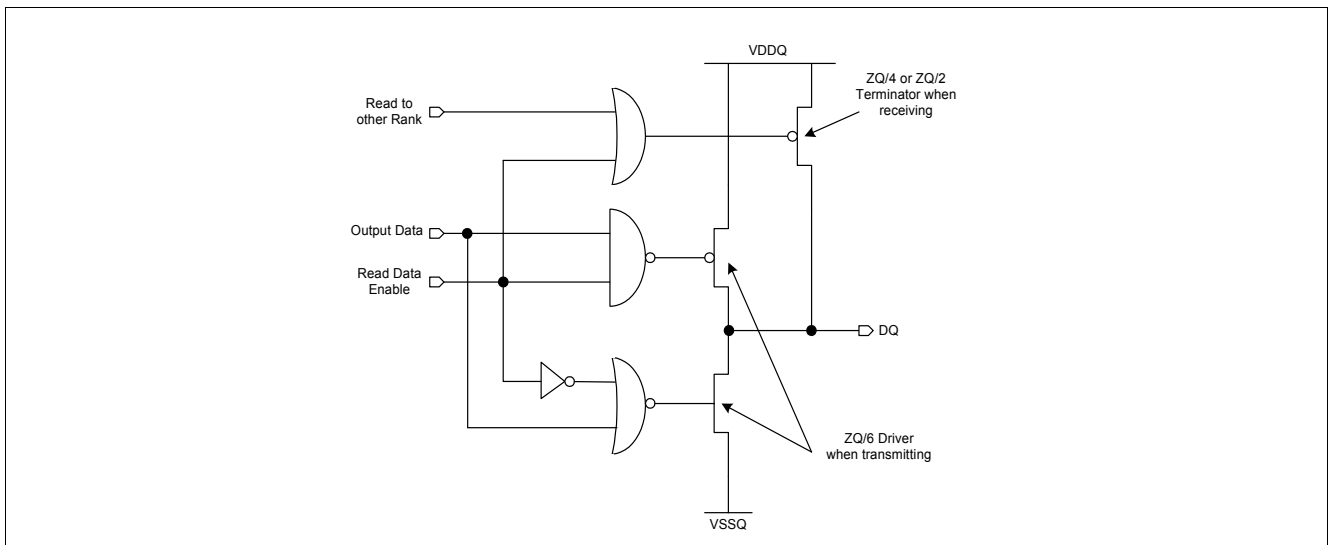 VDDQ
ZQ/4 or ZQ/2
Terminator when
receiving
Read to
other Rank
Output Data
Read Data
Enable
DQ
ZQ/6 Driver
when transmitting
VSSQ